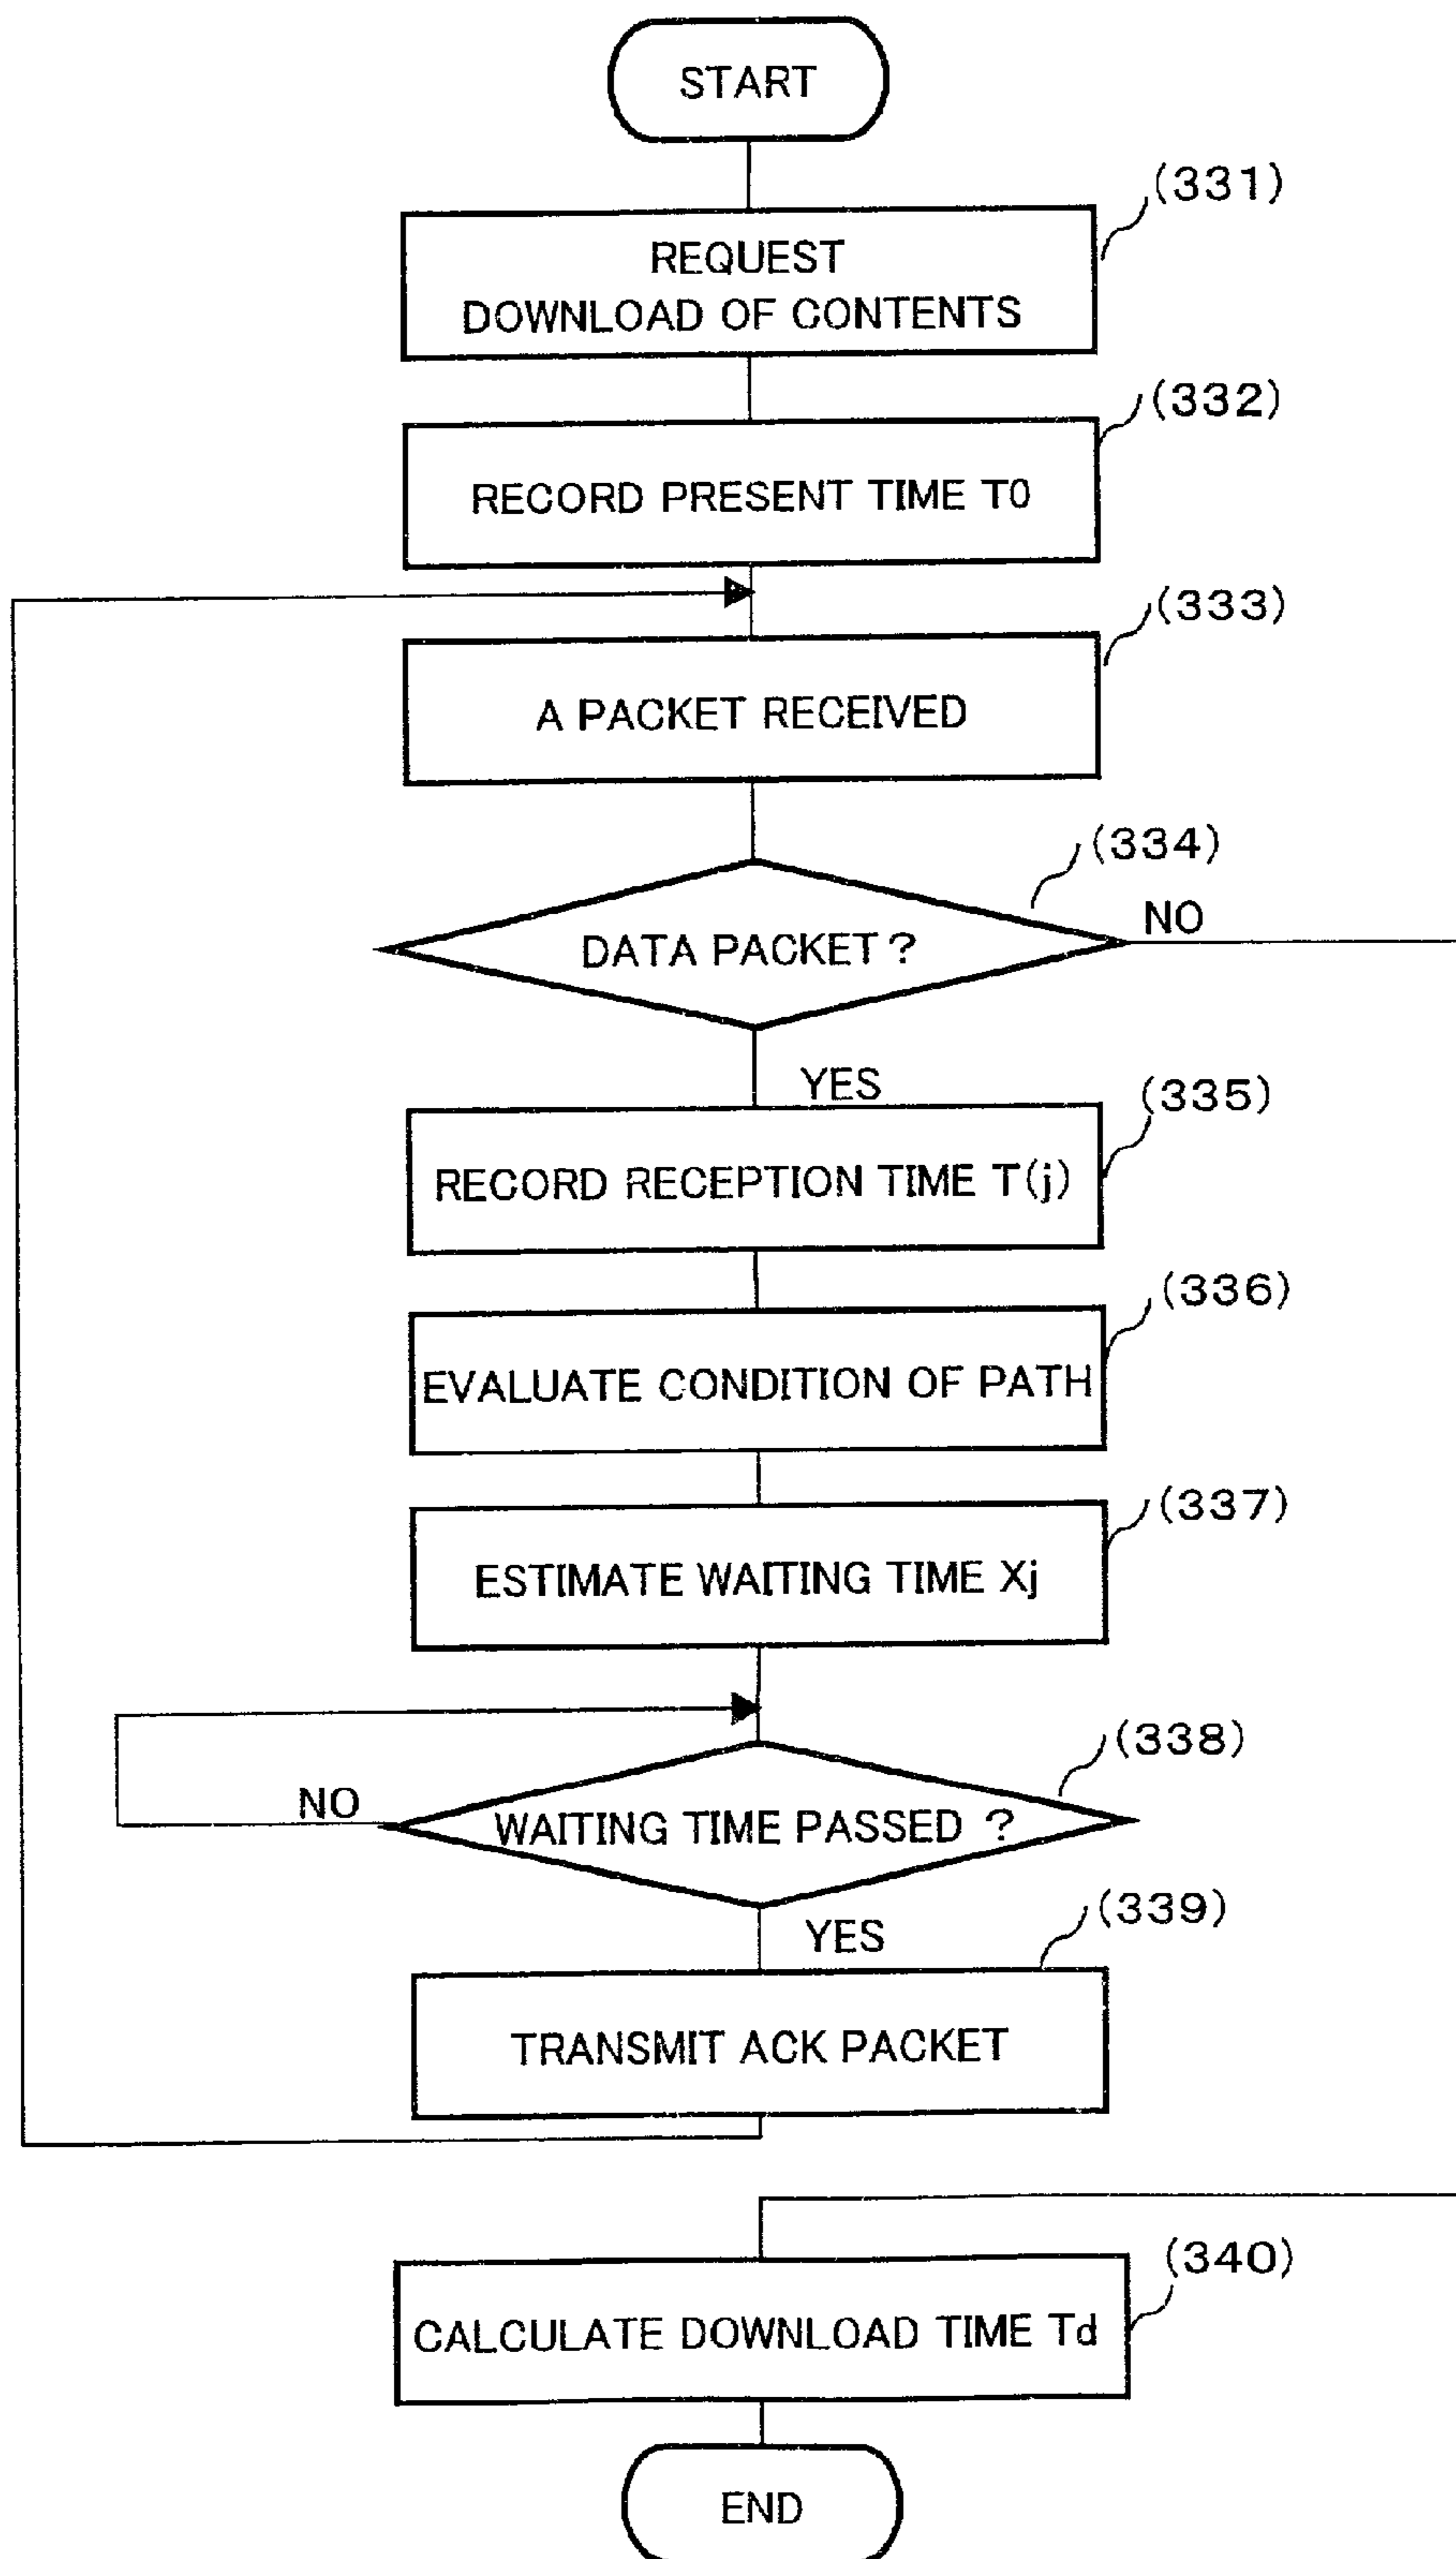 START
(331)
REQUEST
DOWNLOAD OF CONTENTS
(332)
RECORD PRESENT TIME T0
(333)
A PACKET RECEIVED
(334)
NO
DATA PACKET ?
YES
(335)
RECORD RECEPTION TIME T(j)
(336)
EVALUATE CONDITION OF PATH
(337)
ESTIMATE WAITING TIME Xj
(338)
NO
WAITING TIME PASSED ?
(339)
YES
TRANSMIT ACK PACKET
(340)
CALCULATE DOWNLOAD TIME Td
END